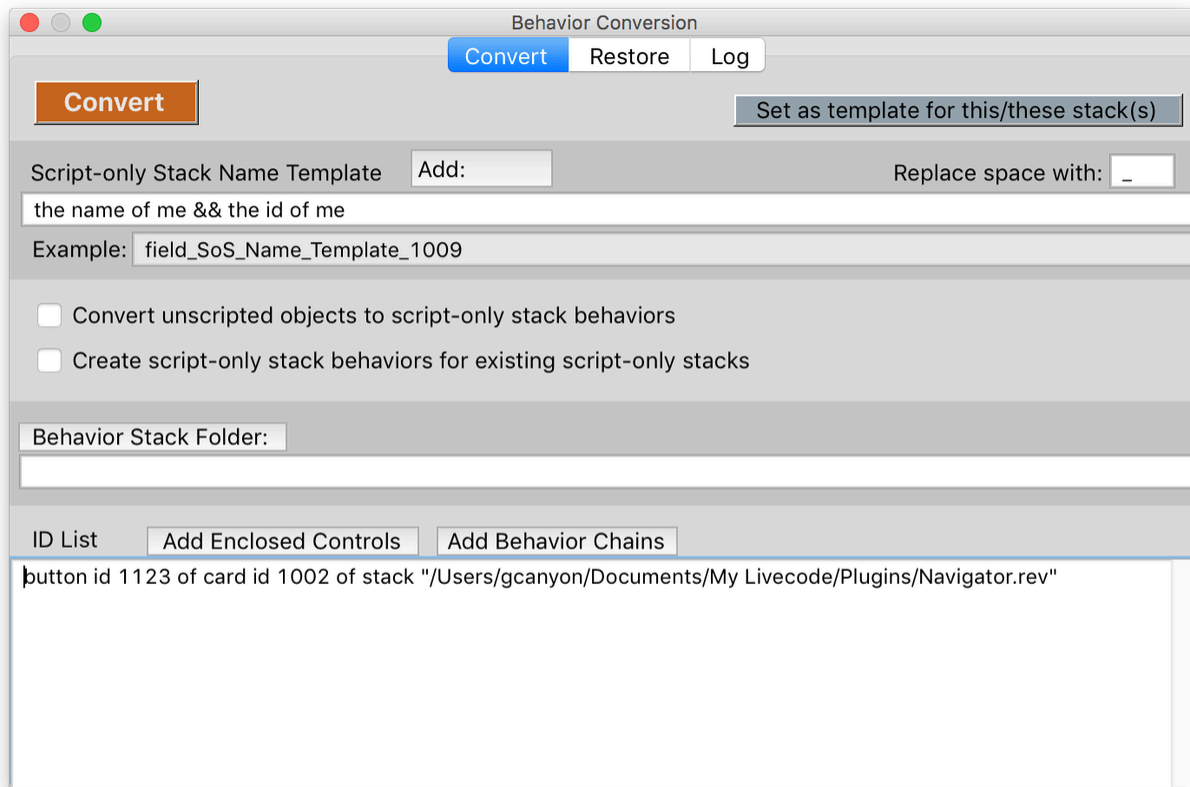 Behavior Conversion
Convert Restore Log
Convert
Set as template for this/these stack(s)
Script-only Stack Name Template Add: Replace space with: _
the name of me && the id of me
Example: field_SoS_Name_Template_1009
Convert unscripted objects to script-only stack behaviors
Create script-only stack behaviors for existing script-only stacks
Behavior Stack Folder:
ID List Add Enclosed Controls Add Behavior Chains
button id 1123 of card id 1002 of stack "/Users/gcanyon/Documents/My Livecode/Plugins/Navigator.rev"